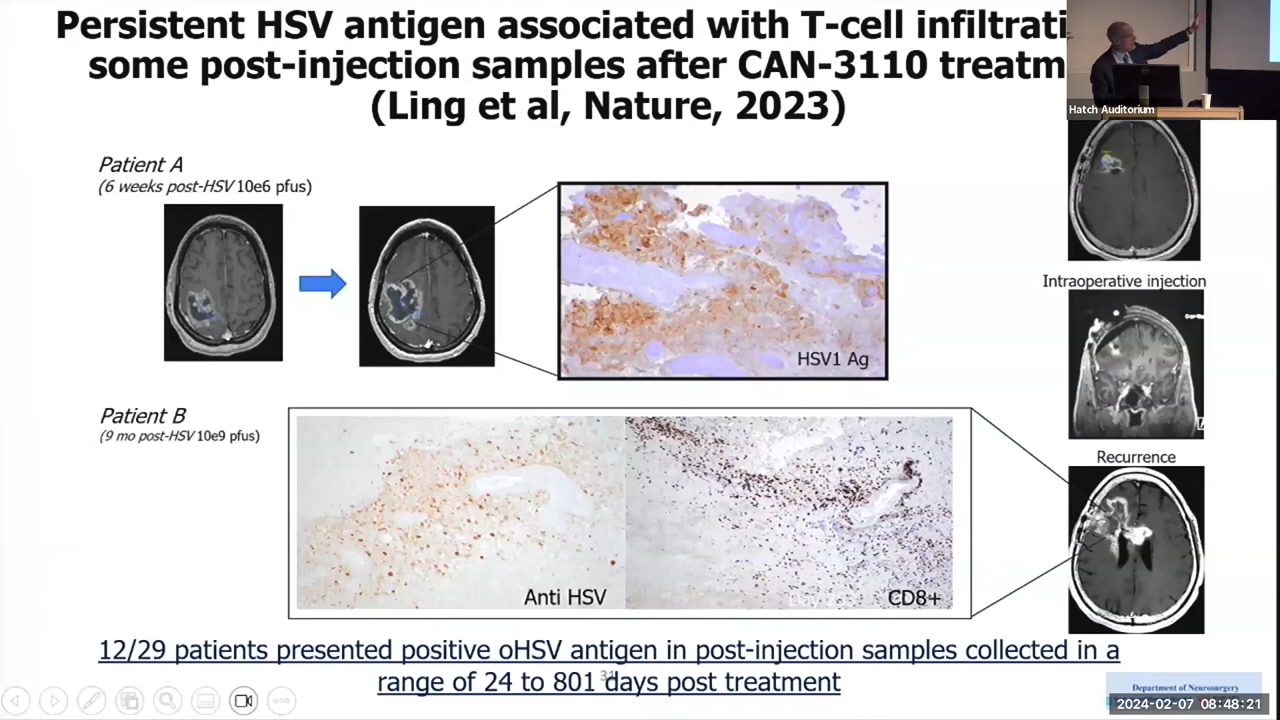 Persistent HSV antigen associated with T-cell infiltrati
some post-injection samples after CAN-3110 treatm
(Ling et al, Nature, 2023)
Hatch Auditorium
Patient A
(6 weeks post-HSV 10e6 pfus)
HSV1 Ag
Intraoperative injection
Patient B
(9 mo post-HSV 10e9 pfus)
Anti HSV
CD8+
Recurrence
12/29 patients presented positive oHSV antigen in post-injection samples collected in a
range of 24 to 801 days post treatment
31
Department of Neurosurgery
2024-02-07 08:48:21